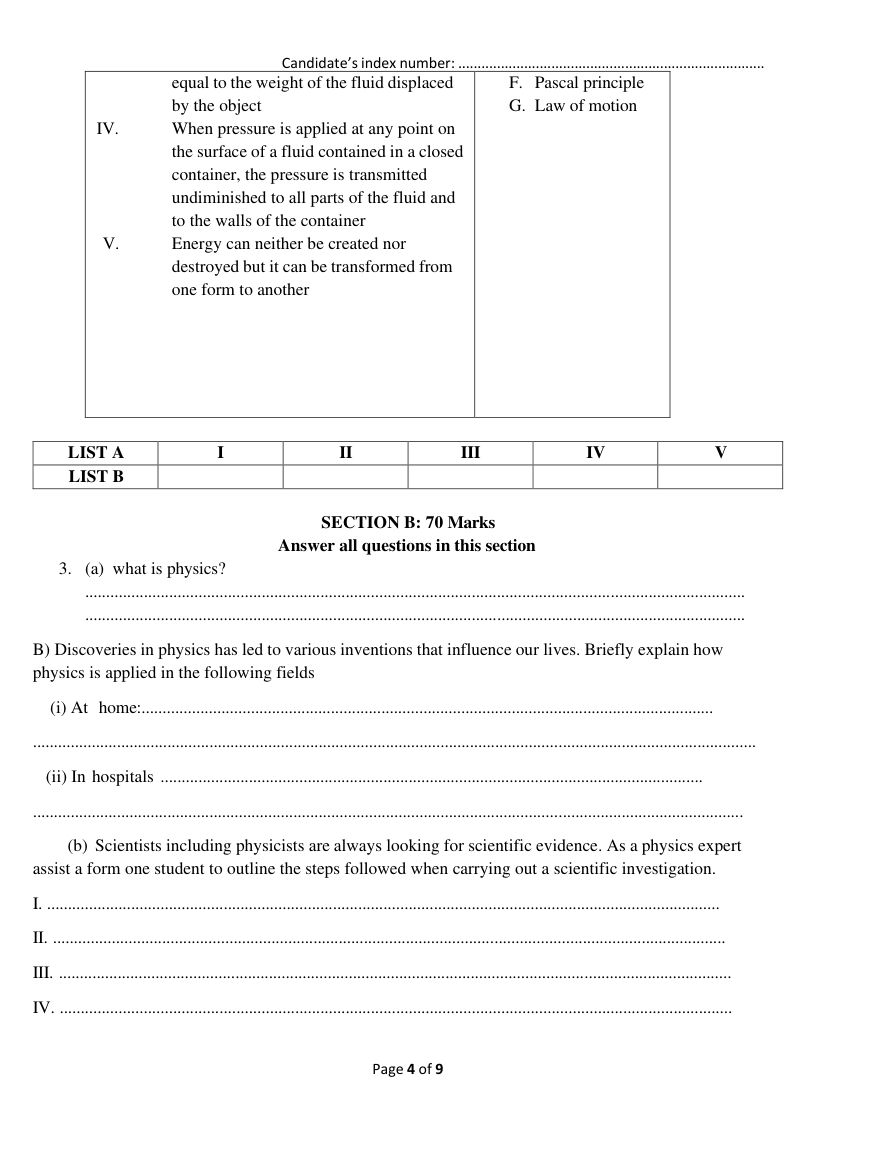 Candidate's index number: ............................................................................
equal to the weight of the fluid displaced
by the object
IV. When pressure is applied at any point on
the surface of a fluid contained in a closed
container, the pressure is transmitted
undiminished to all parts of the fluid and
to the walls of the container
V. Energy can neither be created nor
destroyed but it can be transformed from
one form to another
F. Pascal principle
G. Law of motion
LIST A I II III IV V
LIST B
SECTION B: 70 Marks
Answer all questions in this section
3. (a) what is physics?
............................................................................................................................................................
............................................................................................................................................................
B) Discoveries in physics has led to various inventions that influence our lives. Briefly explain how
physics is applied in the following fields
(i) At home:.......................................................................................................................................
............................................................................................................................................................................
(ii) In hospitals .................................................................................................................................
.........................................................................................................................................................................
(b) Scientists including physicists are always looking for scientific evidence. As a physics expert
assist a form one student to outline the steps followed when carrying out a scientific investigation.
I. ................................................................................................................................................................
II. ................................................................................................................................................................
III. ................................................................................................................................................................
IV. ................................................................................................................................................................
Page 4 of 9